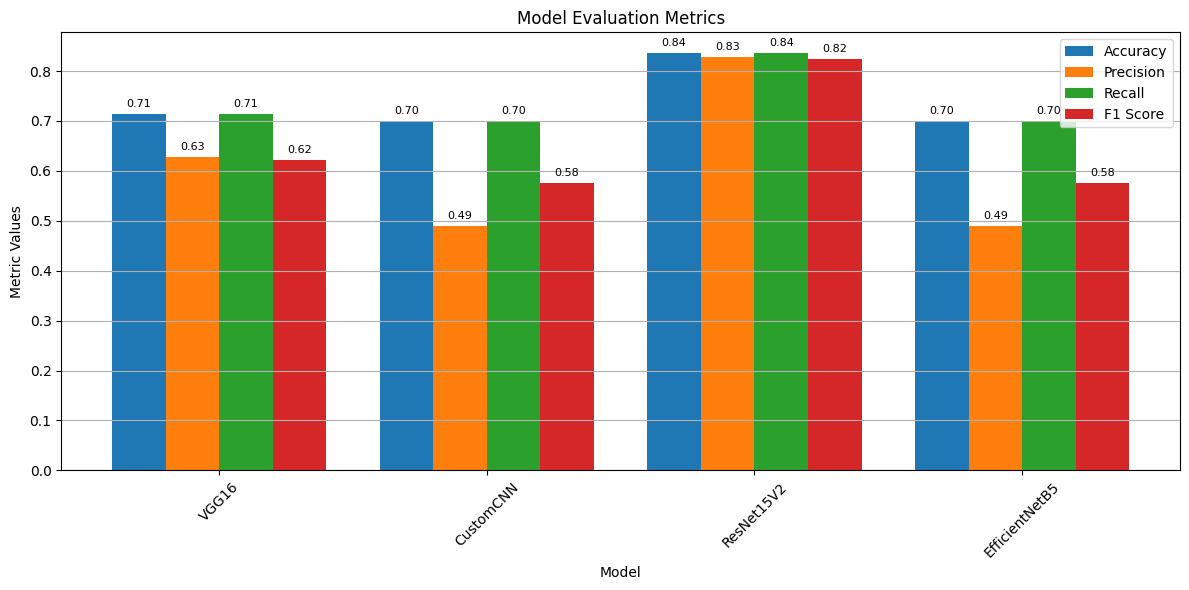 Model Evaluation Metrics
Accuracy
Precision
Recall
F1 Score
Metric Values
0.8
0.7
0.6
0.5
0.4
0.3
0.2
0.1
0.0
0.71
0.63
0.71
0.62
0.70
0.49
0.70
0.58
0.84
0.83
0.84
0.82
0.70
0.49
0.70
0.58
VGG16
CustomCNN
ResNet15V2
EfficientNetB5
Model